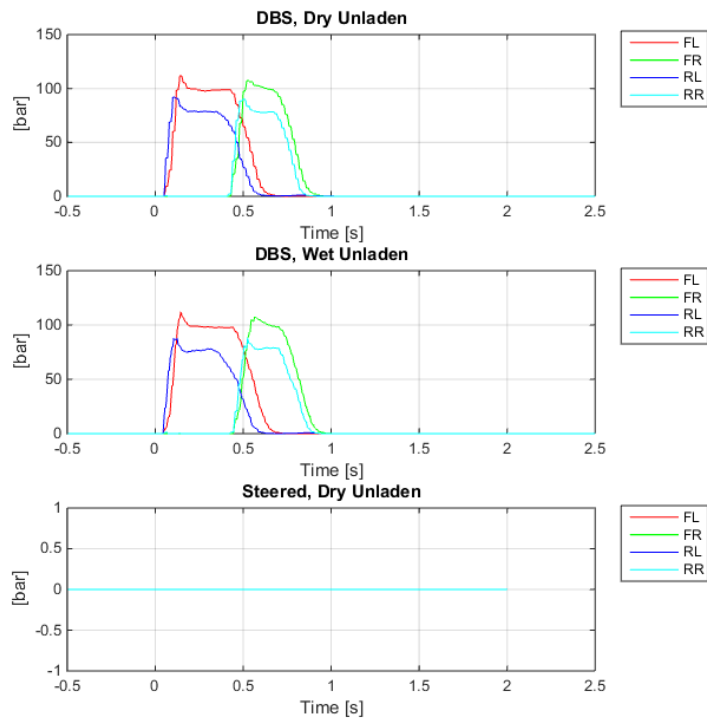 DBS, Dry Unladen
150
100
50
0
[bar]
-0.5 0 0.5 1 1.5 2 2.5
Time [s]
FL
FR
RL
RR
DBS, Wet Unladen
150
100
50
0
[bar]
-0.5 0 0.5 1 1.5 2 2.5
Time [s]
FL
FR
RL
RR
Steered, Dry Unladen
1
0.5
0
-0.5
-1
[bar]
-0.5 0 0.5 1 1.5 2 2.5
Time [s]
FL
FR
RL
RR